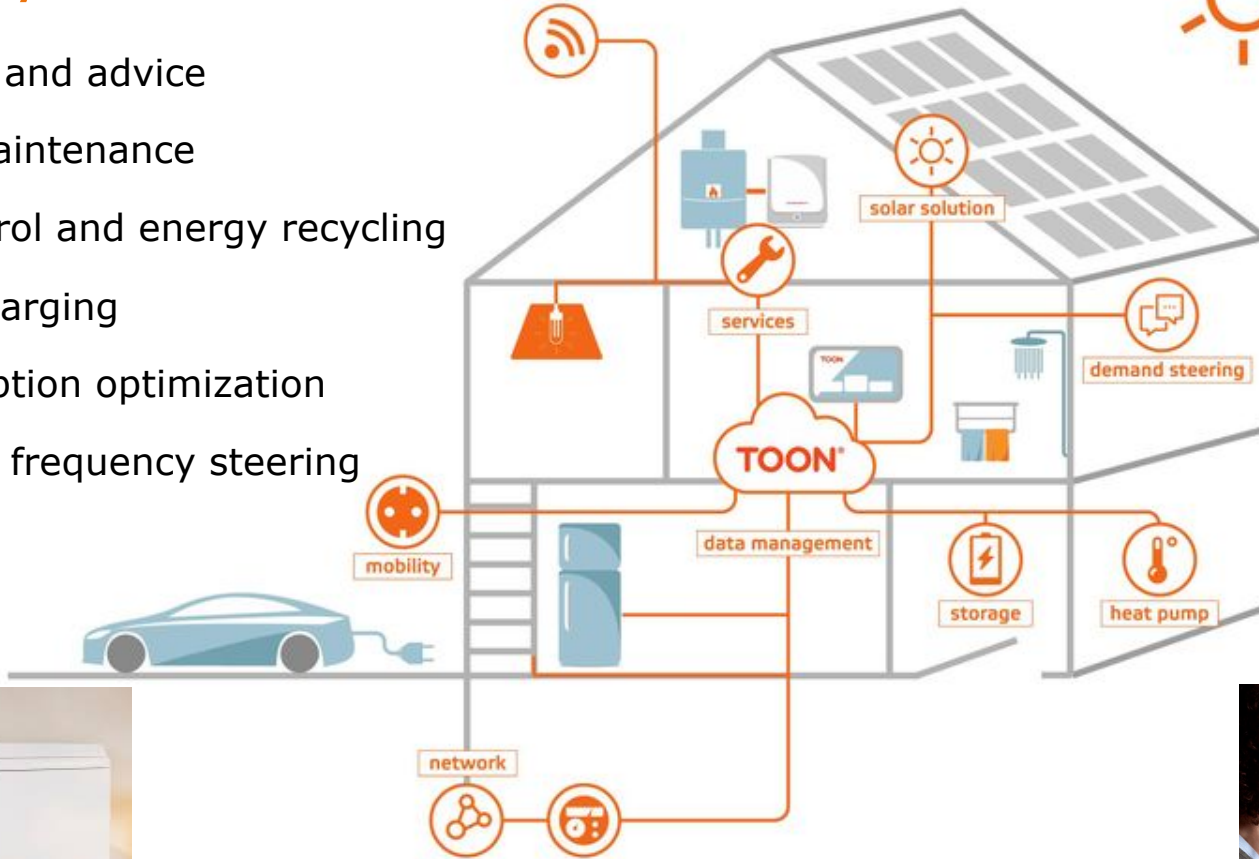 and advice
aintenance
rol and energy recycling
arging
ption optimization
frequency steering
solar solution
services
demand steering
TOON
TOON®
data management
mobility
storage
heat pump
network